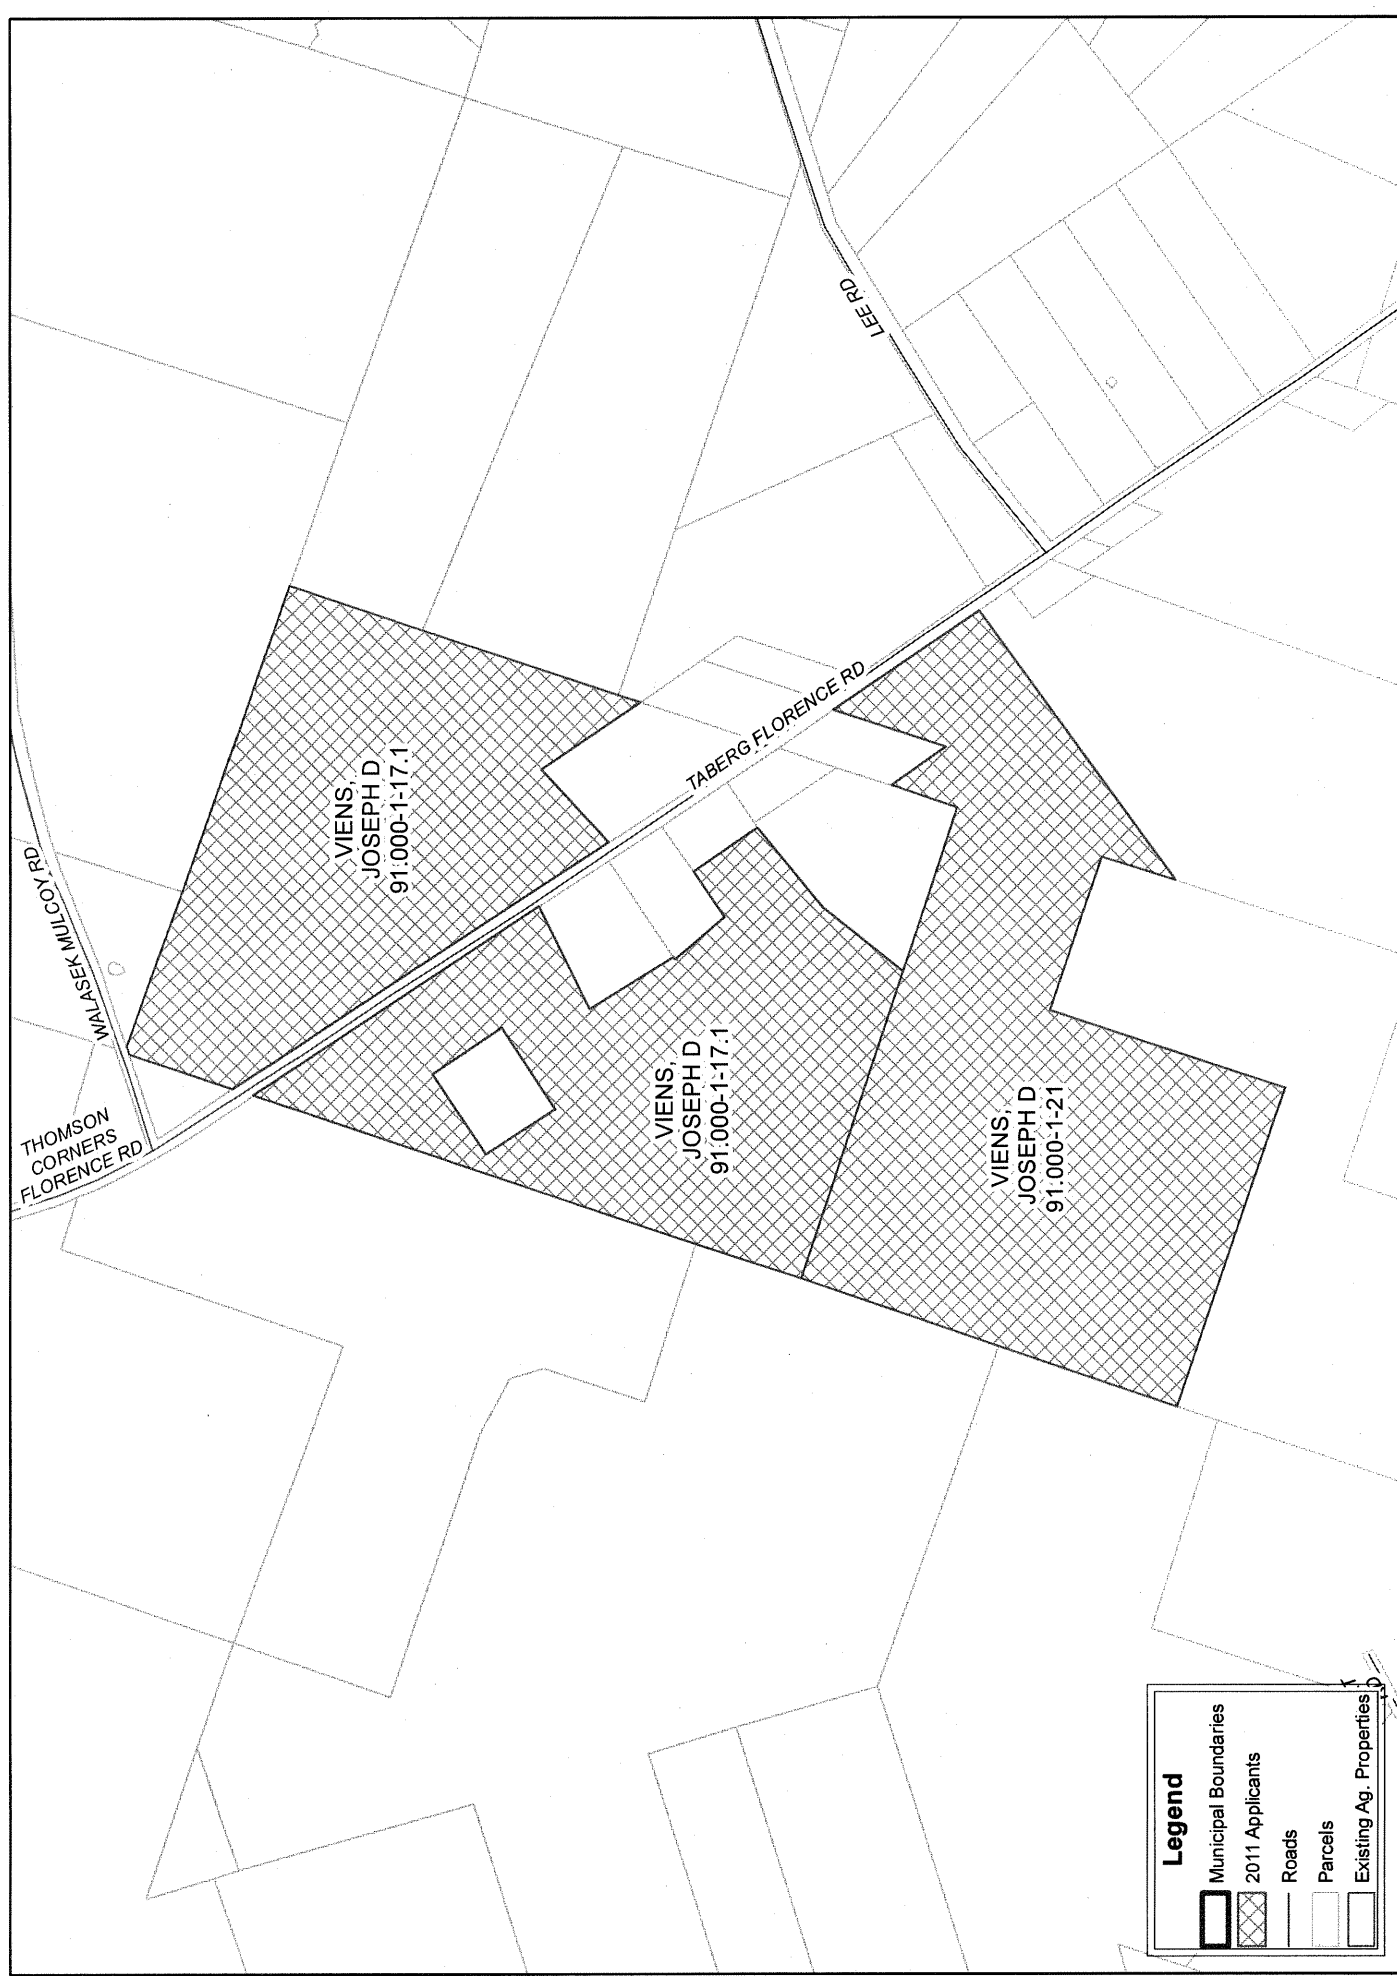 WALASEK MULCOY RD
THOMSON
CORNERS
FLORENCE RD
VIENS,
JOSEPH D
91.000-1-17.1
LEE RD
TABERG FLORENCE RD
VIENS,
JOSEPH D
91.000-1-17.1
VIENS,
JOSEPH D
91.000-1-21
Legend
Municipal Boundaries
2011 Applicants
Roads
Parcels
Existing Ag. Properties